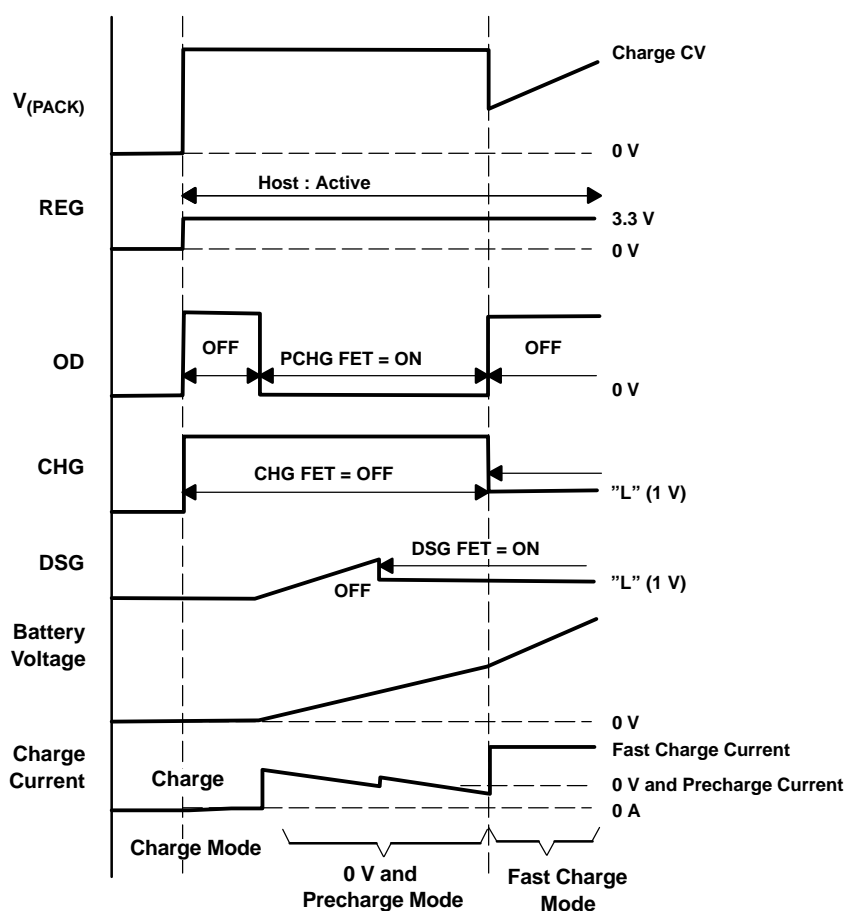 Charge CV
V(PACK)
0 V
Host : Active
REG
3.3 V
0 V
OFF
PCHG FET = ON
OFF
OD
0 V
CHG
CHG FET = OFF
”L” (1 V)
DSG
DSG FET = ON
OFF
”L” (1 V)
Battery
Voltage
0 V
Charge
Current
Charge
Fast Charge Current
0 V and Precharge Current
0 A
Charge Mode
0 V and
Precharge Mode
Fast Charge
Mode